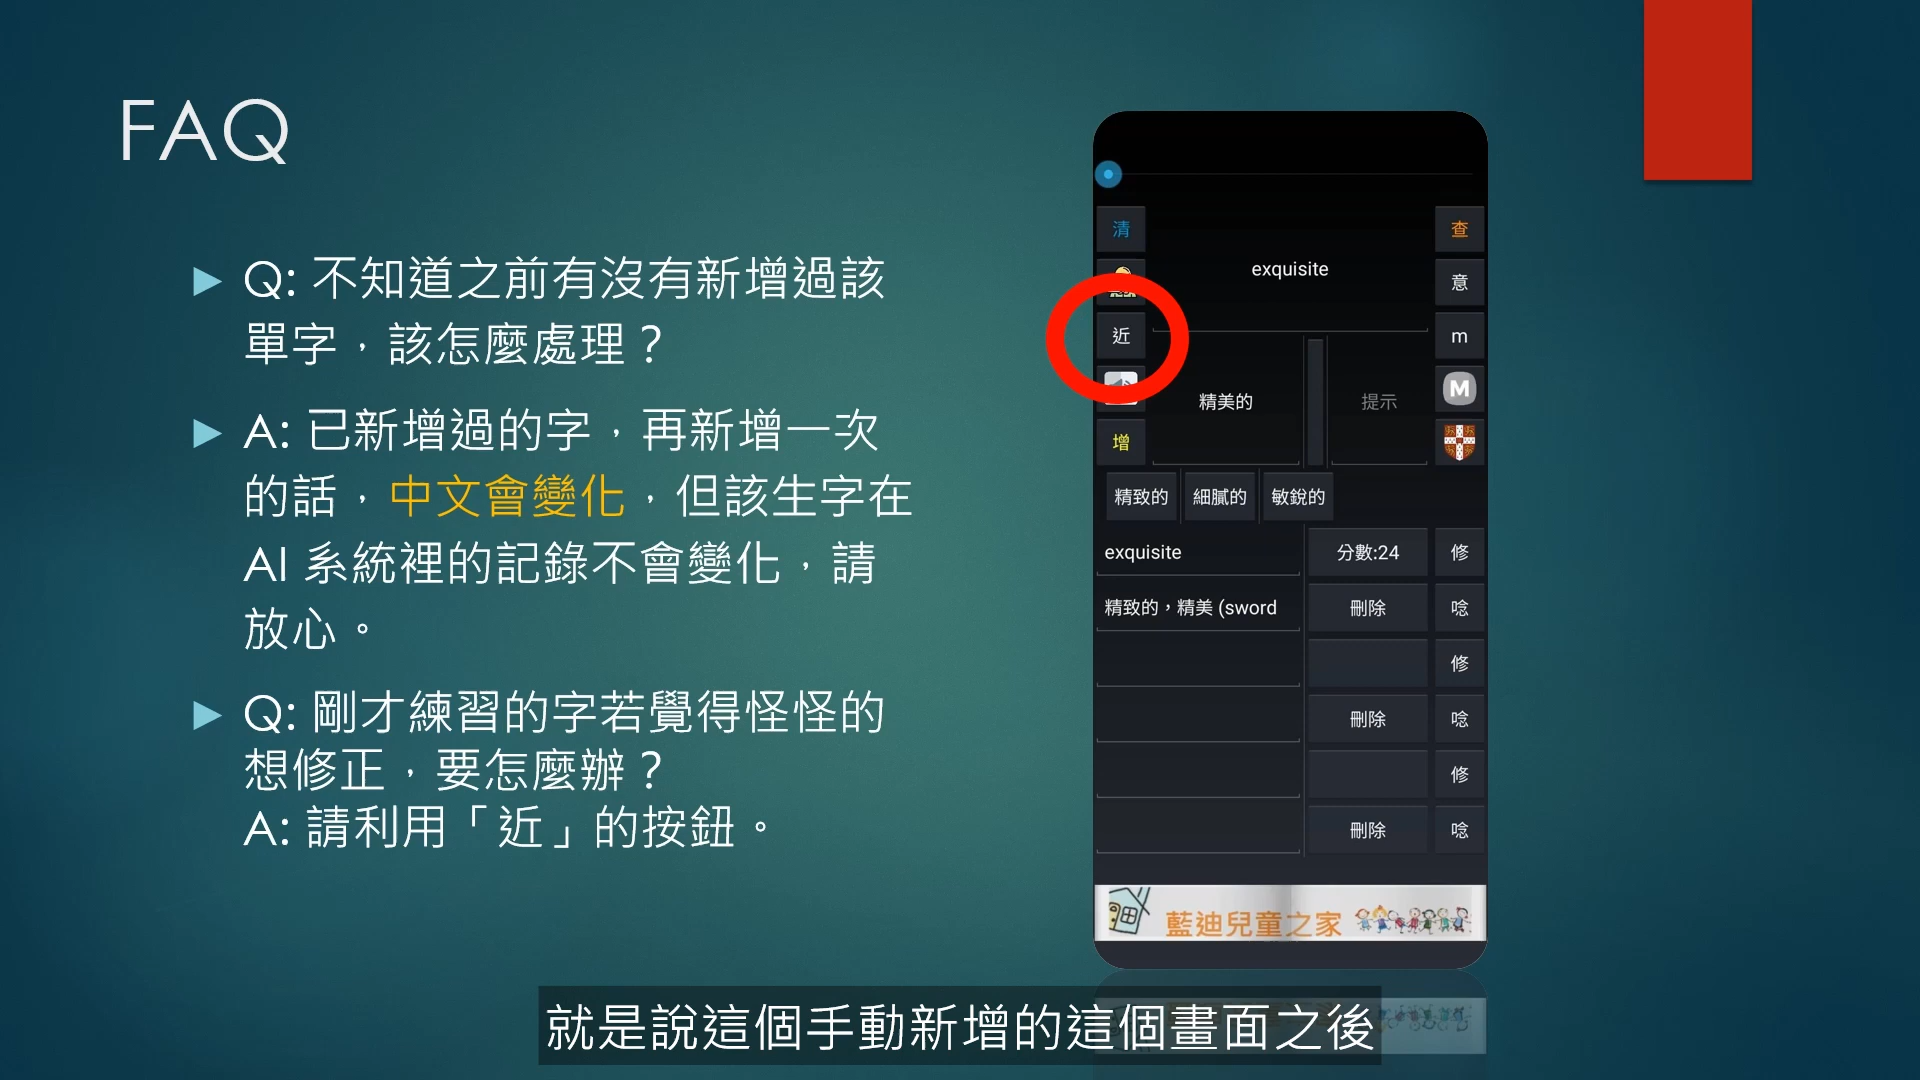 FAQ
Q: 不知道之前有沒有新增過該
單字，該怎麼處理？
A: 已新增過的字，再新增一次
的話，中文會變化，但該生字在
AI 系統裡的記錄不會變化，請
放心。
Q: 剛才練習的字若覺得怪怪的
想修正，要怎麼辦？
A: 請利用「近」的按鈕。
清
exquisite
查
意
近
m
精美的
提示
M
增
精致的
細膩的
敏銳的
exquisite
分數:24
修
精致的，精美 (sword
刪除
唸
修
刪除
唸
修
刪除
唸
藍迪兒童之家
就是說這個手動新增的這個畫面之後